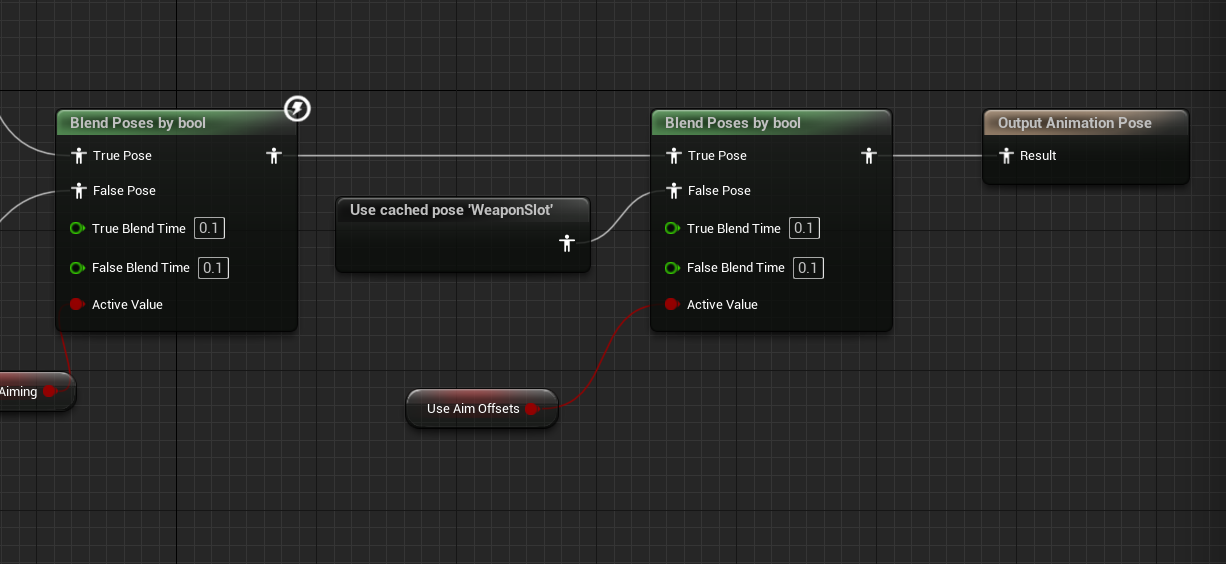 Blend Poses by bool
True Pose
False Pose
True Blend Time 0.1
False Blend Time 0.1
Active Value
Aiming
Use cached pose 'WeaponSlot'
Use Aim Offsets
Blend Poses by bool
True Pose
False Pose
True Blend Time 0.1
False Blend Time 0.1
Active Value
Output Animation Pose
Result